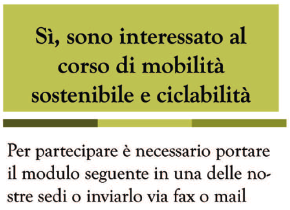 Sì, sono interessato al
corso di mobilità
sostenibile e ciclabilità
Per partecipare è necessario portare
il modulo seguente in una delle no-
stre sedi o inviarlo via fax o mail